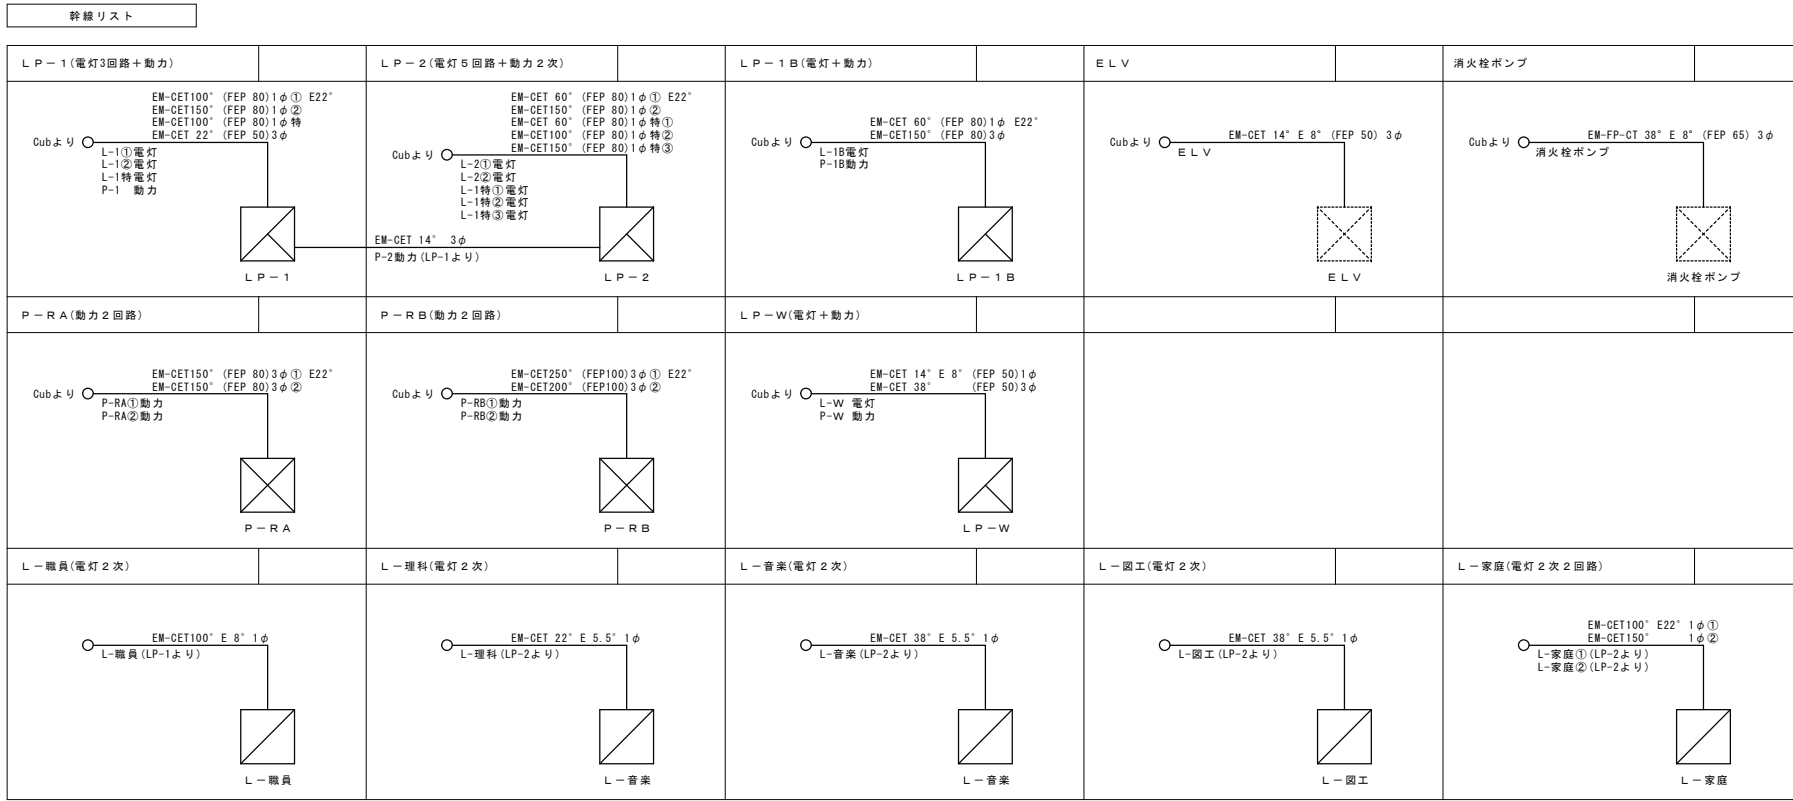 幹線リスト
ＬＰ－１(電灯3回路＋動力)
EM-CET100° (FEP 80)1φ① E22°
EM-CET150° (FEP 80)1φ②
EM-CET100° (FEP 80)1φ特
EM-CET 22° (FEP 50)3φ
Cubより
L-1①電灯
L-1②電灯
L-1特電灯
P-1 動力
ＬＰ－１
ＬＰ－２(電灯５回路＋動力２次)
EM-CET 60° (FEP 80)1φ① E22°
EM-CET150° (FEP 80)1φ②
EM-CET 60° (FEP 80)1φ特①
EM-CET100° (FEP 80)1φ特②
EM-CET150° (FEP 80)1φ特③
Cubより
L-2①電灯
L-2②電灯
L-1特①電灯
L-1特②電灯
L-1特③電灯
EM-CET 14° 3φ
P-2動力(LP-1より)
ＬＰ－２
ＬＰ－１Ｂ(電灯＋動力)
EM-CET 60° (FEP 80)1φ E22°
EM-CET150° (FEP 80)3φ
Cubより
L-1B電灯
P-1B動力
ＬＰ－１Ｂ
ＥＬＶ
EM-CET 14° E 8° (FEP 50) 3φ
Cubより
ＥＬＶ
ＥＬＶ
消火栓ポンプ
EM-FP-CT 38° E 8° (FEP 65) 3φ
Cubより
消火栓ポンプ
消火栓ポンプ
Ｐ－ＲＡ(動力２回路)
EM-CET150° (FEP 80)3φ① E22°
EM-CET150° (FEP 80)3φ②
Cubより
P-RA①動力
P-RA②動力
Ｐ－ＲＡ
Ｐ－ＲＢ(動力２回路)
EM-CET250° (FEP100)3φ① E22°
EM-CET200° (FEP100)3φ②
Cubより
P-RB①動力
P-RB②動力
Ｐ－ＲＢ
ＬＰ－Ｗ(電灯＋動力)
EM-CET 14° E 8° (FEP 50)1φ
EM-CET 38° (FEP 50)3φ
Cubより
L-W 電灯
P-W 動力
ＬＰ－Ｗ
Ｌ－職員(電灯２次)
EM-CET100° E 8° 1φ
L-職員(LP-1より)
Ｌ－職員
Ｌ－理科(電灯２次)
EM-CET 22° E 5.5° 1φ
L-理科(LP-2より)
Ｌ－音楽
Ｌ－音楽(電灯２次)
EM-CET 38° E 5.5° 1φ
L-音楽(LP-2より)
Ｌ－音楽
Ｌ－図工(電灯２次)
EM-CET 38° E 5.5° 1φ
L-図工(LP-2より)
Ｌ－図工
Ｌ－家庭(電灯２次２回路)
EM-CET100° E22° 1φ①
EM-CET150° 1φ②
L-家庭①(LP-2より)
L-家庭②(LP-2より)
Ｌ－家庭